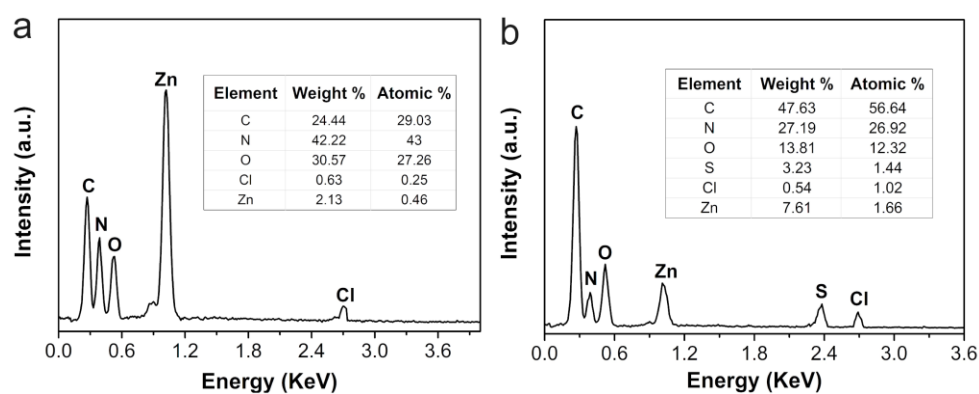 a
Intensity (a.u.)
C
N
O
Zn
Cl
Element Weight % Atomic %
C 24.44 29.03
N 42.22 43
O 30.57 27.26
Cl 0.63 0.25
Zn 2.13 0.46
0.0 0.6 1.2 1.8 2.4 3.0 3.6
Energy (KeV)
b
Intensity (a.u.)
C
N
O
Zn
S
Cl
Element Weight % Atomic %
C 47.63 56.64
N 27.19 26.92
O 13.81 12.32
S 3.23 1.44
Cl 0.54 1.02
Zn 7.61 1.66
0.0 0.6 1.2 1.8 2.4 3.0 3.6
Energy (KeV)